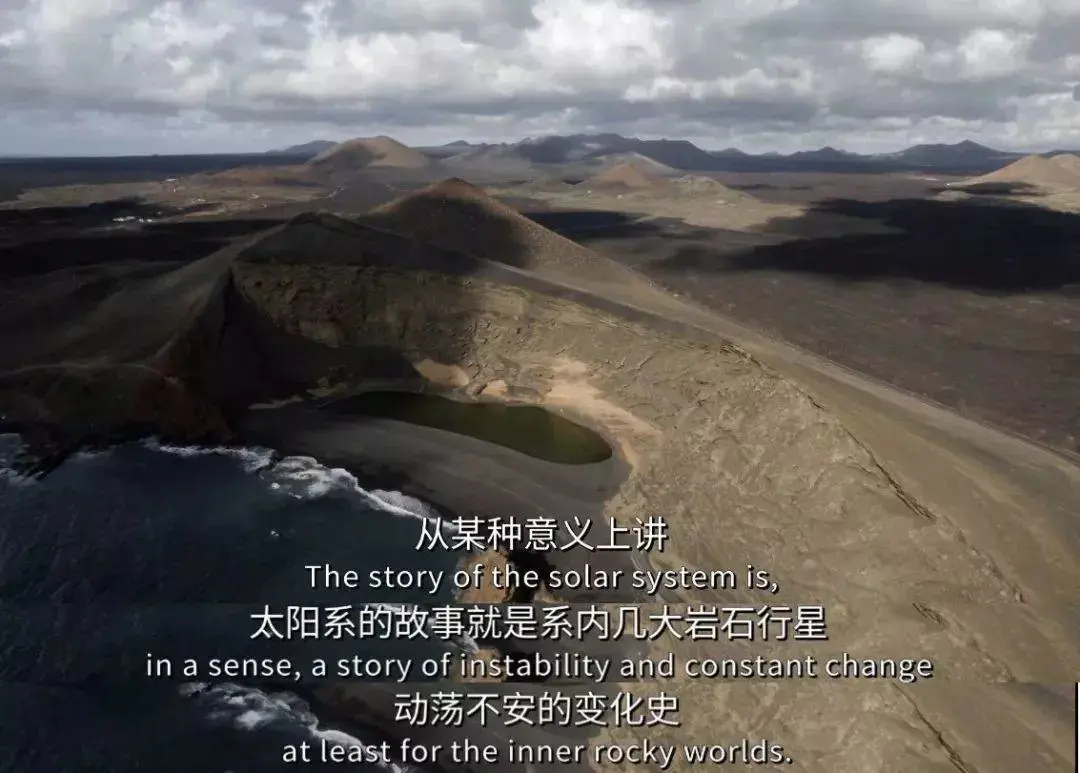 从某种意义上讲
The story of the solar system is,
太阳系的故事就是系内几大岩石行星
in a sense, a story of instability and constant change
动荡不安的变化史
at least for the inner rocky worlds.